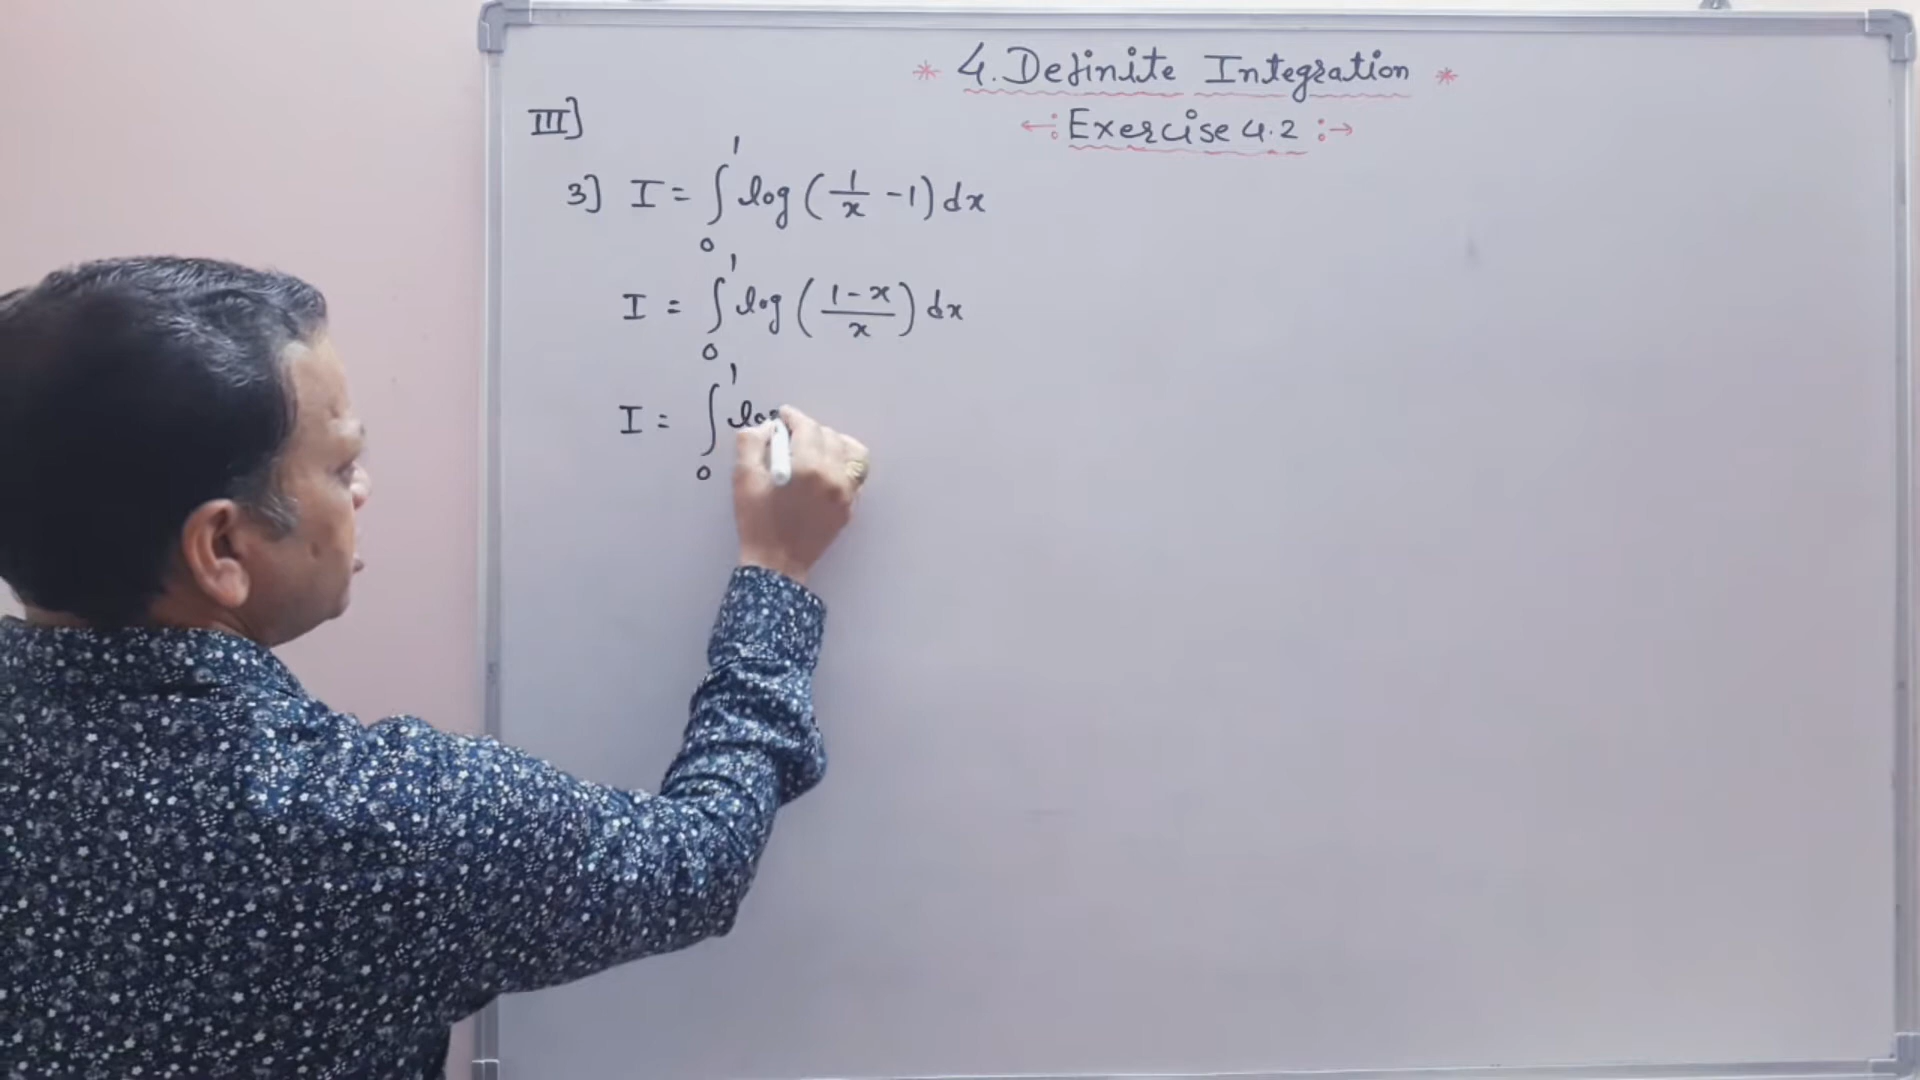 * 4. Definite Integration *
←: Exercise 4.2 :→
III]
3] I = ∫₀¹ log (1/x - 1) dx
I = ∫₀¹ log ((1-x)/x) dx
I = ∫₀¹ log